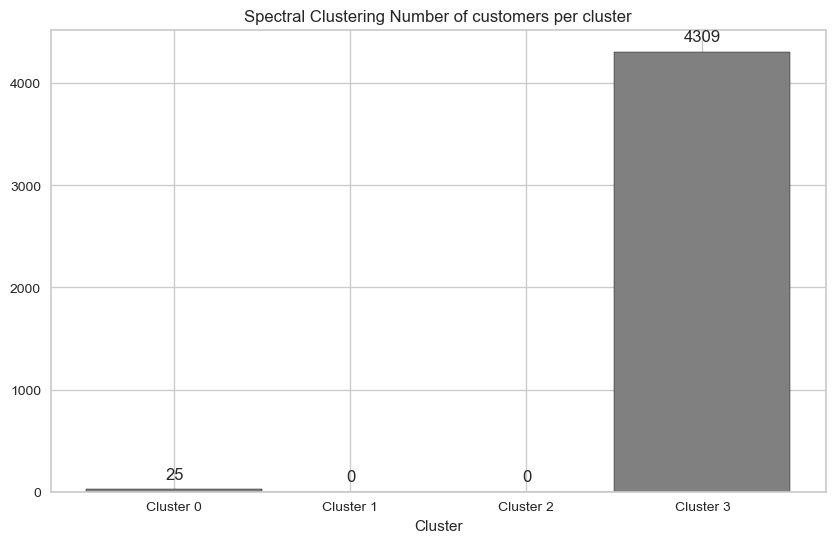 Spectral Clustering Number of customers per cluster
4309
4000
3000
2000
1000
25
0
0
0
Cluster 0
Cluster 1
Cluster 2
Cluster 3
Cluster